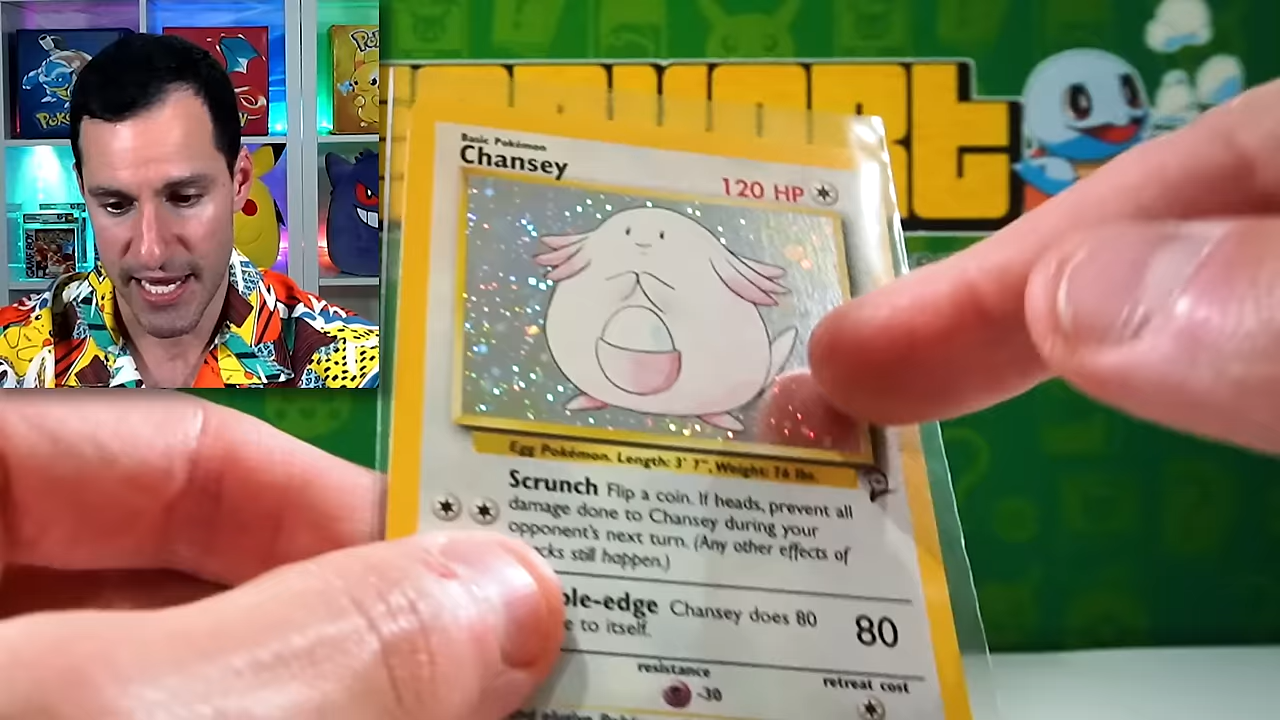 Basic Pokémon
Chansey
120 HP
Egg Pokémon. Length: 3' 7", Weight: 76 lbs.
Scrunch Flip a coin. If heads, prevent all
damage done to Chansey during your
opponent's next turn. (Any other effects of
cks still happen.)
ble-edge Chansey does 80
e to itself.
80
resistance
-30
retreat cost